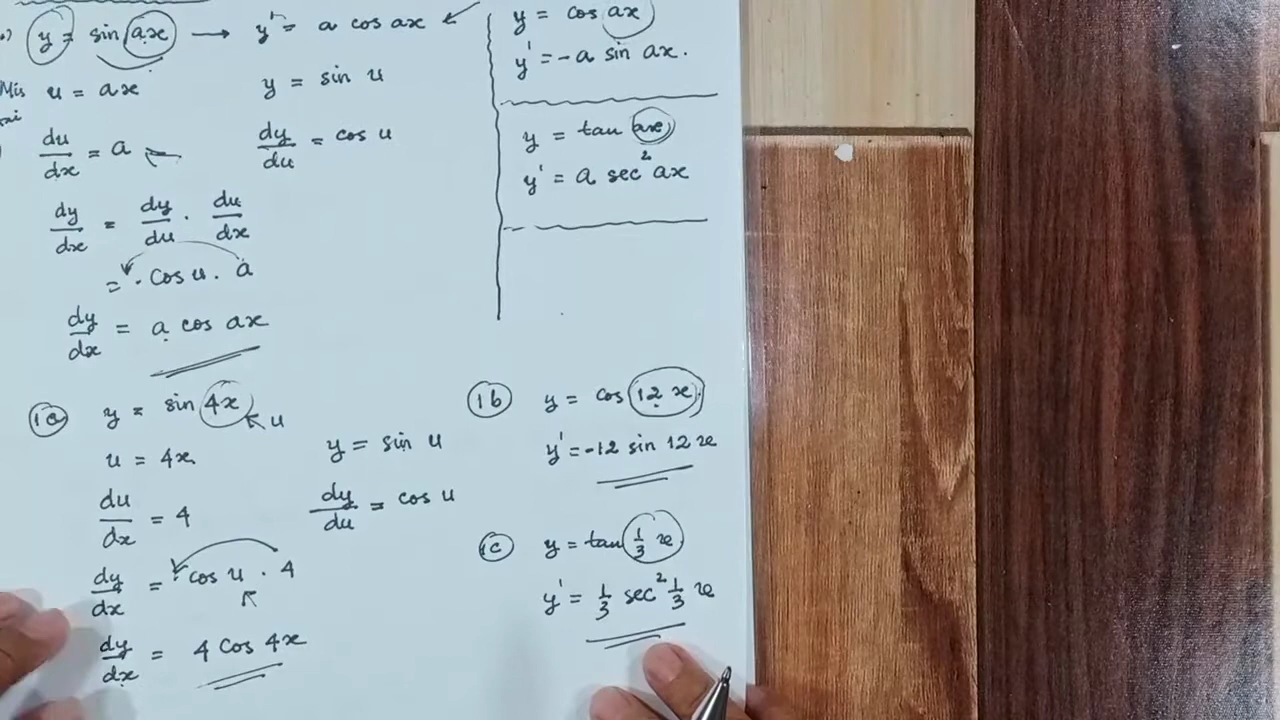 y = sin ax → y' = a cos ax
Mis u = ax y = sin u
du/dx = a dy/du = cos u
dy/dx = dy/du · du/dx
= · cos u · a
dy/dx = a cos ax
y = cos ax
y' = -a sin ax.
y = tan ax
y' = a sec² ax
1a y = sin 4x u
u = 4x y = sin u
du/dx = 4 dy/du = cos u
dy/dx = · cos u · 4
dy/dx = 4 cos 4x
1b y = cos 12x
y' = -12 sin 12x
1c y = tan 1/3 x
y' = 1/3 sec² 1/3 x